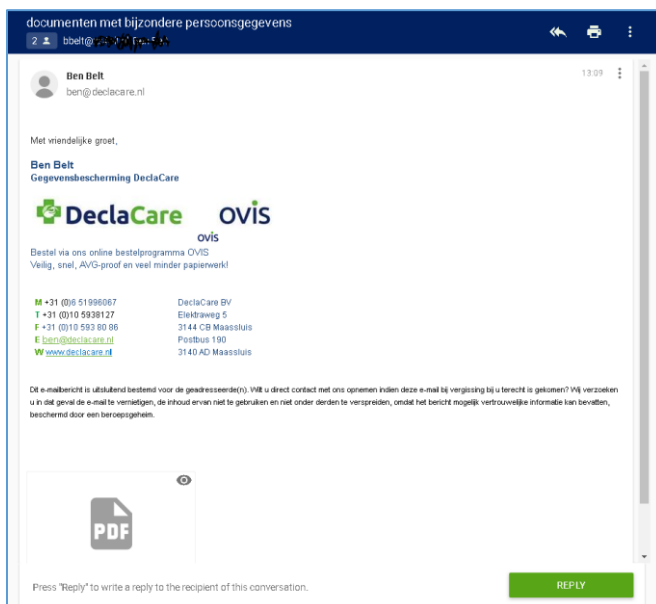 documenten met bijzondere persoonsgegevens
2 bbelt@
Ben Belt
13:09
ben@declacare.nl
Met vriendelijke groet,
Ben Belt
Gegevensbescherming DeclaCare
DeclaCare ovis
ovis
Bestel via ons online bestelprogramma OVIS
Veilig, snel, AVG-proof en veel minder papierwerk!
M +31 (0)6 51996067 DeclaCare BV
T +31 (0)10 5938127 Elektraweg 5
F +31 (0)10 593 80 86 3144 CB Maassluis
E ben@declacare.nl Postbus 190
W www.declacare.nl 3140 AD Maassluis
Dit e-mailbericht is uitsluitend bestemd voor de geadresseerde(n). Wilt u direct contact met ons opnemen indien deze e-mail bij vergissing bij u terecht is gekomen? Wij verzoeken
u in dat geval de e-mail te vernietigen, de inhoud ervan niet te gebruiken en niet onder derden te verspreiden, omdat het bericht mogelijk vertrouwelijke informatie kan bevatten,
beschermd door een beroepsgeheim.
PDF
Press "Reply" to write a reply to the recipient of this conversation.
REPLY